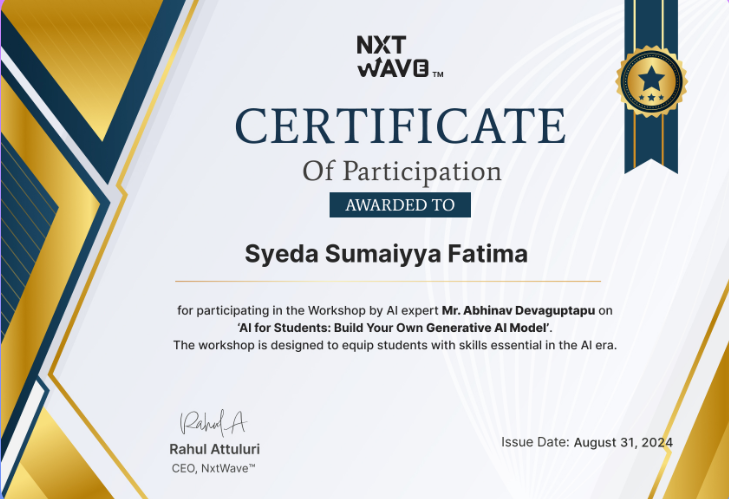 NXT
WAVE™
CERTIFICATE
Of Participation
AWARDED TO
Syeda Sumaiyya Fatima
for participating in the Workshop by AI expert Mr. Abhinav Devaguptapu on
‘AI for Students: Build Your Own Generative AI Model’.
The workshop is designed to equip students with skills essential in the AI era.
Rahul A
Rahul Attuluri
CEO, NxtWave™
Issue Date: August 31, 2024